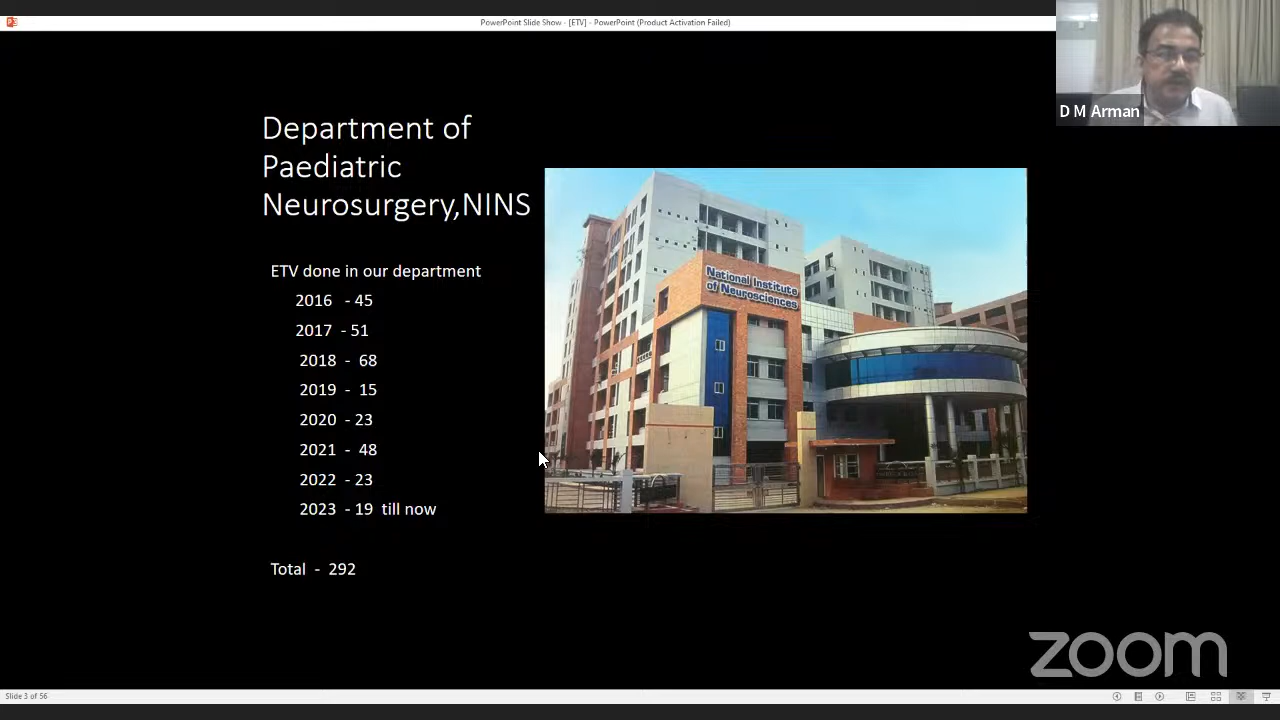 PowerPoint Slide Show - [ETV] - PowerPoint (Product Activation Failed)
D M Arman
Department of
Paediatric
Neurosurgery,NINS
ETV done in our department
2016 - 45
2017 - 51
2018 - 68
2019 - 15
2020 - 23
2021 - 48
2022 - 23
2023 - 19 till now
Total - 292
National Institute
of Neurosciences
zoom
Slide 3 of 56